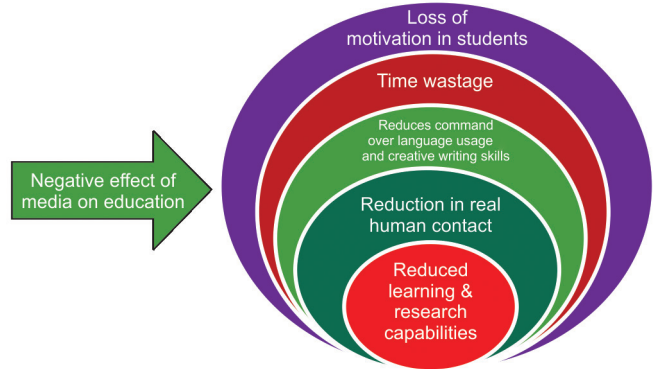 Negative effect of
media on education
Loss of
motivation in students
Time wastage
Reduces command
over language usage
and creative writing skills
Reduction in real
human contact
Reduced
learning &
research
capabilities